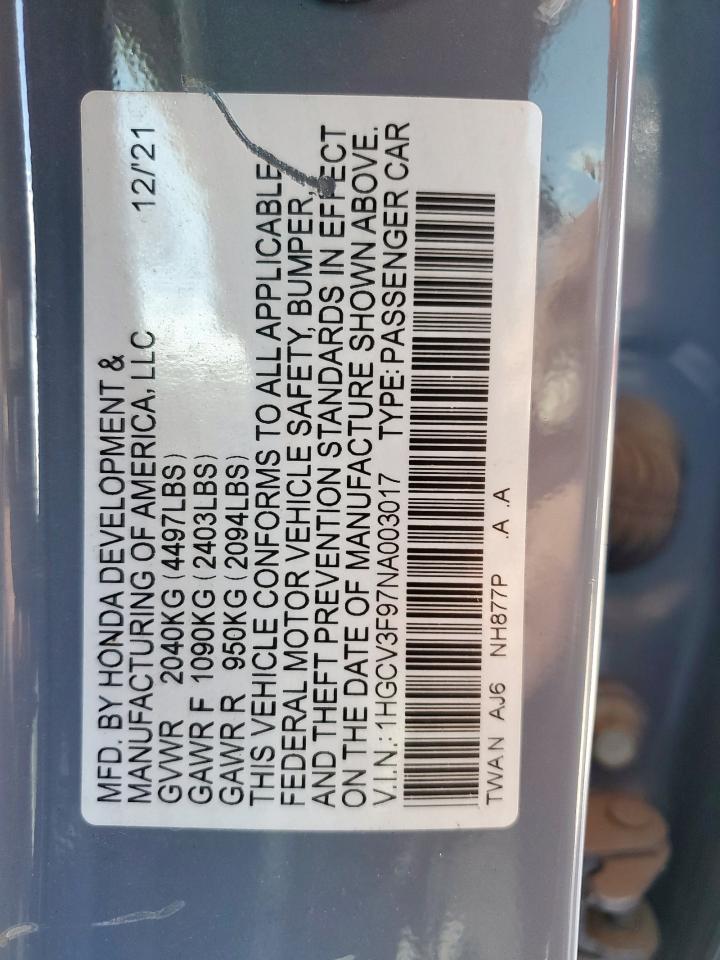 MFD. BY HONDA DEVELOPMENT &
MANUFACTURING OF AMERICA, LLC 12/'21
GVWR 2040KG (4497LBS)
GAWR F 1090KG (2403LBS)
GAWR R 950KG (2094LBS)
THIS VEHICLE CONFORMS TO ALL APPLICABLE
FEDERAL MOTOR VEHICLE SAFETY, BUMPER,
AND THEFT PREVENTION STANDARDS IN EFFECT
ON THE DATE OF MANUFACTURE SHOWN ABOVE.
V.I.N.: 1HGCV3F97NA003017 TYPE: PASSENGER CAR
TWAN AJ6 NH877P .A .A